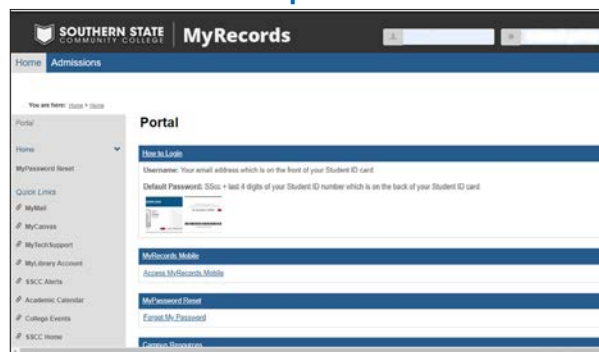 SOUTHERN STATE
COMMUNITY COLLEGE
MyRecords
Home Admissions
You are here: Home > Home
Portal
Home
MyPassword Reset
Quick Links
MyMail
MyCanvas
MyTechSupport
MyLibrary Account
SSCC Alerts
Academic Calendar
College Events
SSCC Home
Portal
How to Login
Username: Your email address which is on the front of your Student ID card
Default Password: SScc + last 4 digits of your Student ID number which is on the back of your Student ID card
MyRecords Mobile
Access MyRecords Mobile
MyPassword Reset
Forgot My Password
Campus Resources